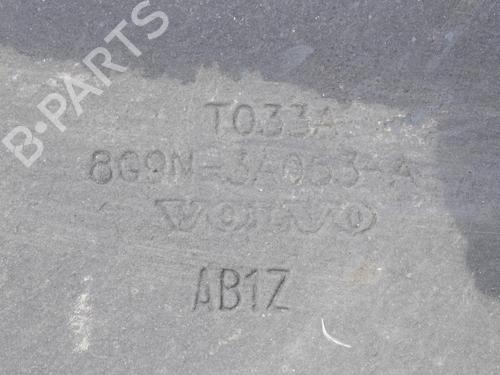 B-PARTS
T033A
8G9N-3A053-A
VOLVO
AB1Z